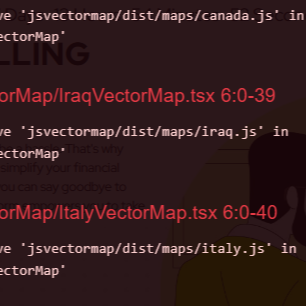 ve 'jsvectormap/dist/maps/canada.js' in
ectorMap'
LLING
orMap/IraqVectorMap.tsx 6:0-39
ve 'jsvectormap/dist/maps/iraq.js' in
That's why
ectorMap'
simplify your financial
you can say goodbye to
orMap/ItalyVectorMap.tsx 6:0-40
ve 'jsvectormap/dist/maps/italy.js' in
ectorMap'